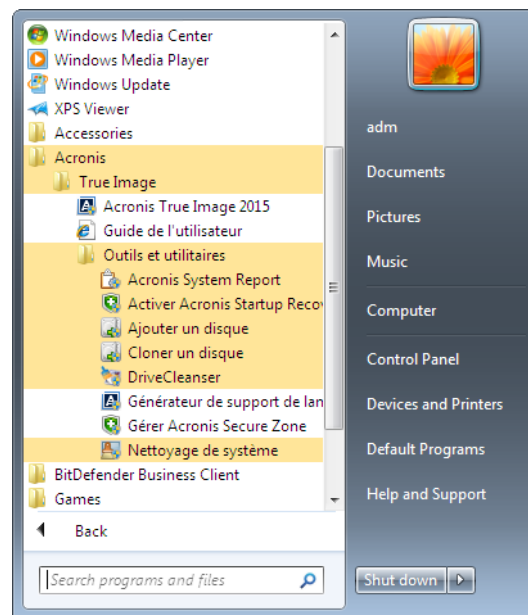 Windows Media Center
Windows Media Player
Windows Update
XPS Viewer
Accessories
Acronis
True Image
Acronis True Image 2015
Guide de l'utilisateur
Outils et utilitaires
Acronis System Report
Activer Acronis Startup Recov
Ajouter un disque
Cloner un disque
DriveCleanser
Générateur de support de lan
Gérer Acronis Secure Zone
Nettoyage de système
BitDefender Business Client
Games
Back
Search programs and files
adm
Documents
Pictures
Music
Computer
Control Panel
Devices and Printers
Default Programs
Help and Support
Shut down